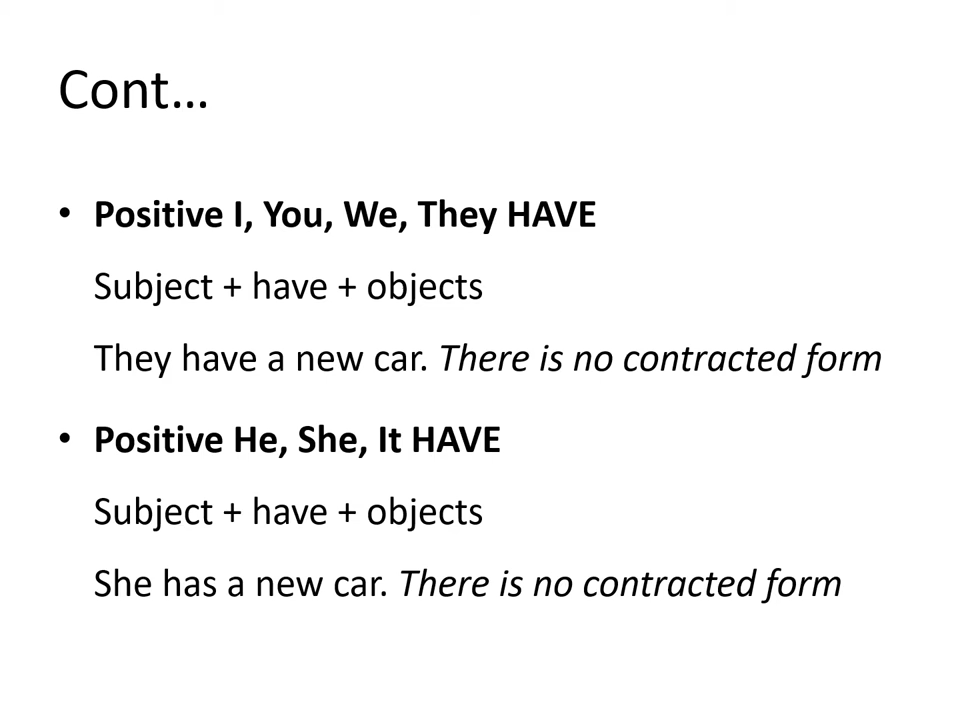 Cont…
• Positive I, You, We, They HAVE
Subject + have + objects
They have a new car. There is no contracted form
• Positive He, She, It HAVE
Subject + have + objects
She has a new car. There is no contracted form